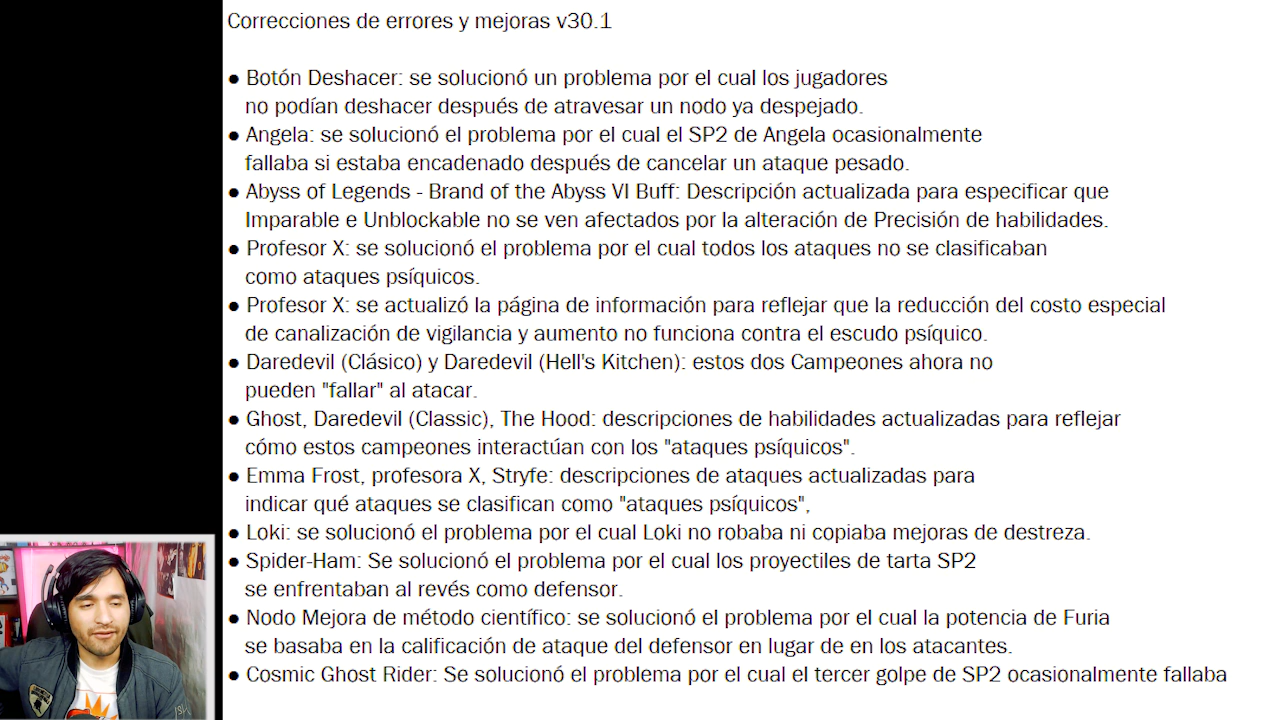 Correcciones de errores y mejoras v30.1
● Botón Deshacer: se solucionó un problema por el cual los jugadores
no podían deshacer después de atravesar un nodo ya despejado.
● Angela: se solucionó el problema por el cual el SP2 de Angela ocasionalmente
fallaba si estaba encadenado después de cancelar un ataque pesado.
● Abyss of Legends - Brand of the Abyss VI Buff: Descripción actualizada para especificar que
Imparable e Unblockable no se ven afectados por la alteración de Precisión de habilidades.
● Profesor X: se solucionó el problema por el cual todos los ataques no se clasificaban
como ataques psíquicos.
● Profesor X: se actualizó la página de información para reflejar que la reducción del costo especial
de canalización de vigilancia y aumento no funciona contra el escudo psíquico.
● Daredevil (Clásico) y Daredevil (Hell's Kitchen): estos dos Campeones ahora no
pueden "fallar" al atacar.
● Ghost, Daredevil (Classic), The Hood: descripciones de habilidades actualizadas para reflejar
cómo estos campeones interactúan con los "ataques psíquicos".
● Emma Frost, profesora X, Stryfe: descripciones de ataques actualizadas para
indicar qué ataques se clasifican como "ataques psíquicos",
● Loki: se solucionó el problema por el cual Loki no robaba ni copiaba mejoras de destreza.
● Spider-Ham: Se solucionó el problema por el cual los proyectiles de tarta SP2
se enfrentaban al revés como defensor.
● Nodo Mejora de método científico: se solucionó el problema por el cual la potencia de Furia
se basaba en la calificación de ataque del defensor en lugar de en los atacantes.
● Cosmic Ghost Rider: Se solucionó el problema por el cual el tercer golpe de SP2 ocasionalmente fallaba